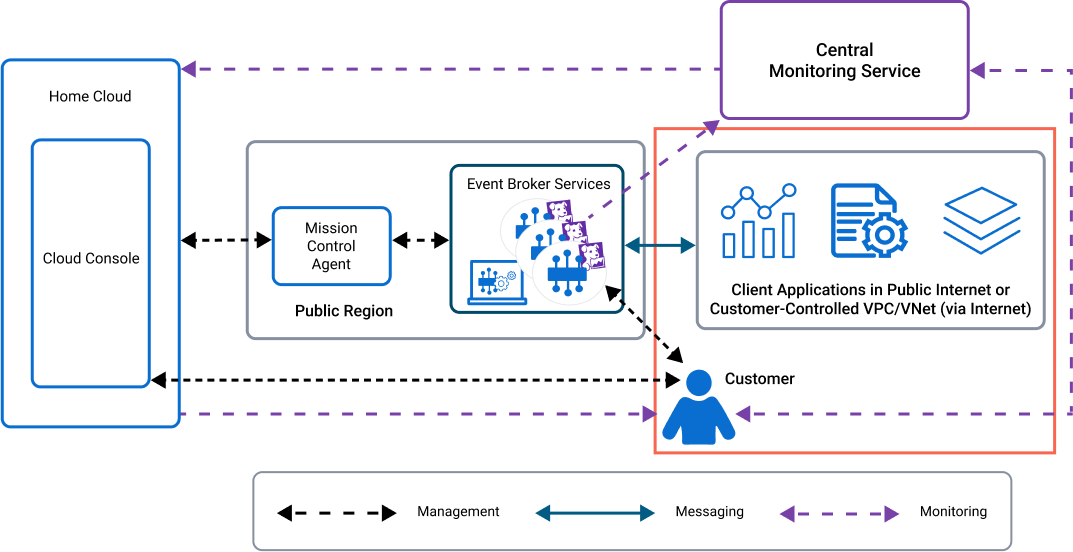 Central
Monitoring Service
Home Cloud
Cloud Console
Event Broker Services
Mission
Control
Agent
Public Region
Client Applications in Public Internet or
Customer-Controlled VPC/VNet (via Internet)
Customer
Management
Messaging
Monitoring